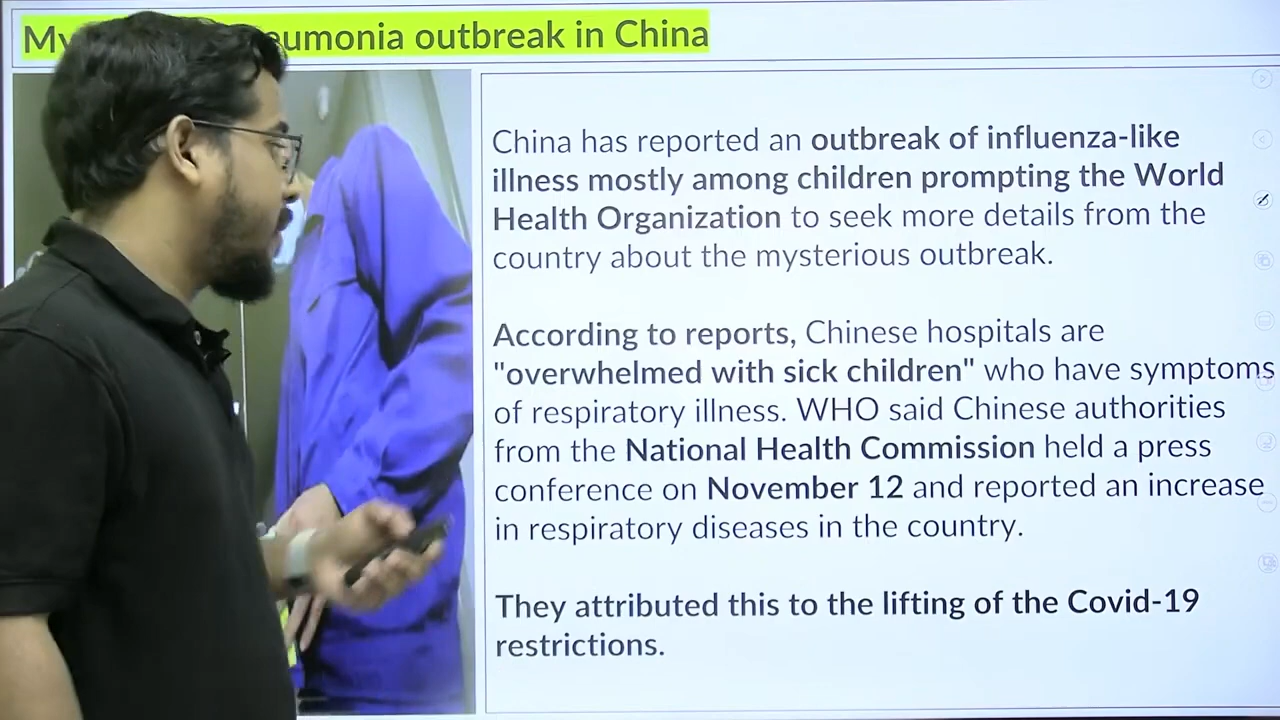 My eumonia outbreak in China
China has reported an outbreak of influenza-like
illness mostly among children prompting the World
Health Organization to seek more details from the
country about the mysterious outbreak.
According to reports, Chinese hospitals are
"overwhelmed with sick children" who have symptoms
of respiratory illness. WHO said Chinese authorities
from the National Health Commission held a press
conference on November 12 and reported an increase
in respiratory diseases in the country.
They attributed this to the lifting of the Covid-19
restrictions.